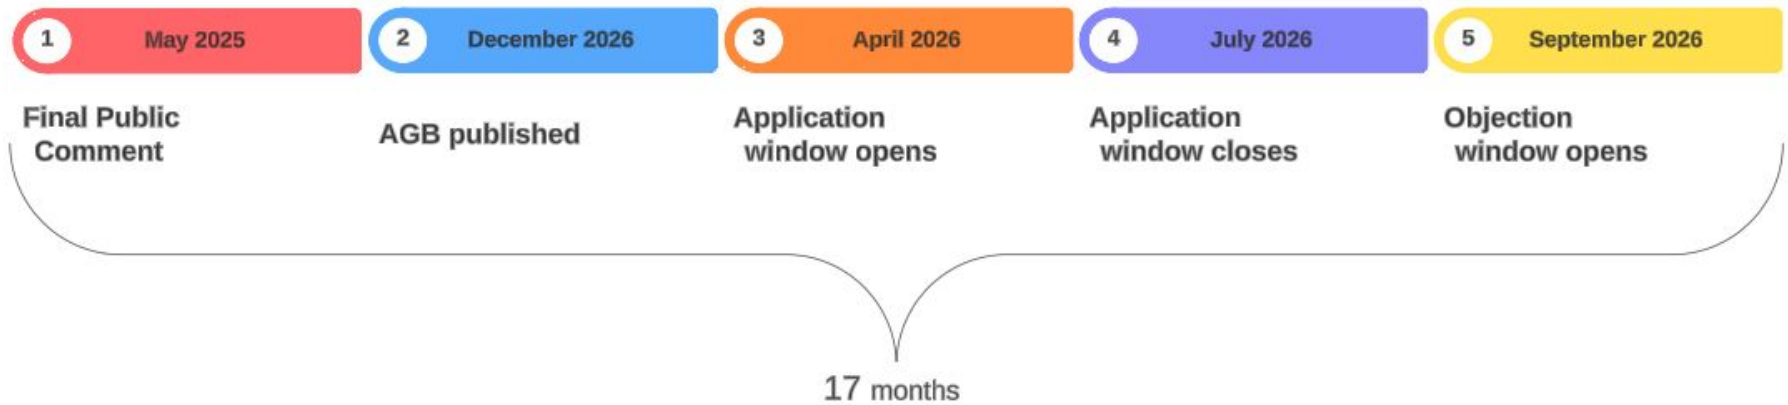 1 May 2025
2 December 2026
3 April 2026
4 July 2026
5 September 2026
Final Public
Comment
AGB published
Application
window opens
Application
window closes
Objection
window opens
17 months